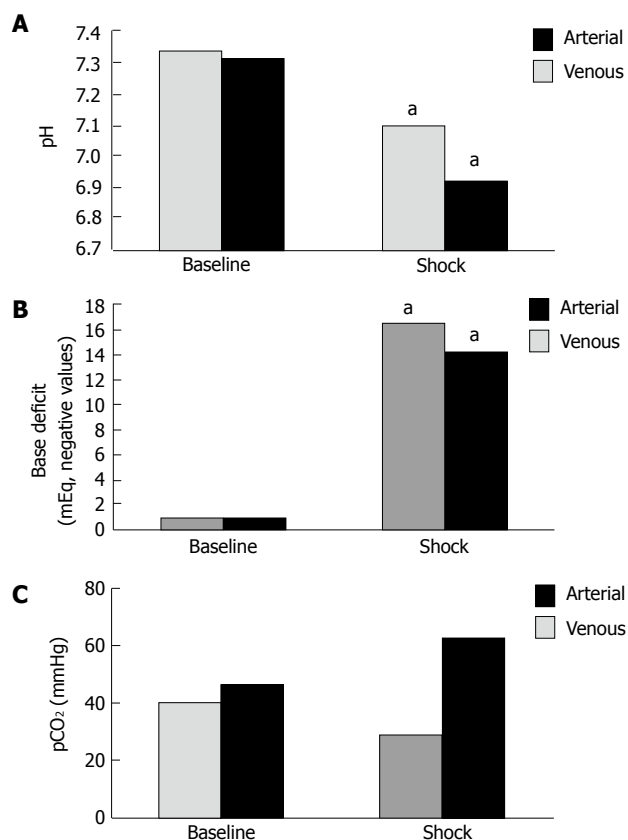 A
7.4
7.3
7.2
7.1
7.0
6.9
6.8
6.7
pH
a
a
Baseline
Shock
Arterial
Venous
B
18
16
14
12
10
8
6
4
2
0
Base deficit
(mEq, negative values)
a
a
Baseline
Shock
Arterial
Venous
C
80
60
40
20
0
pCO₂ (mmHg)
Baseline
Shock
Arterial
Venous